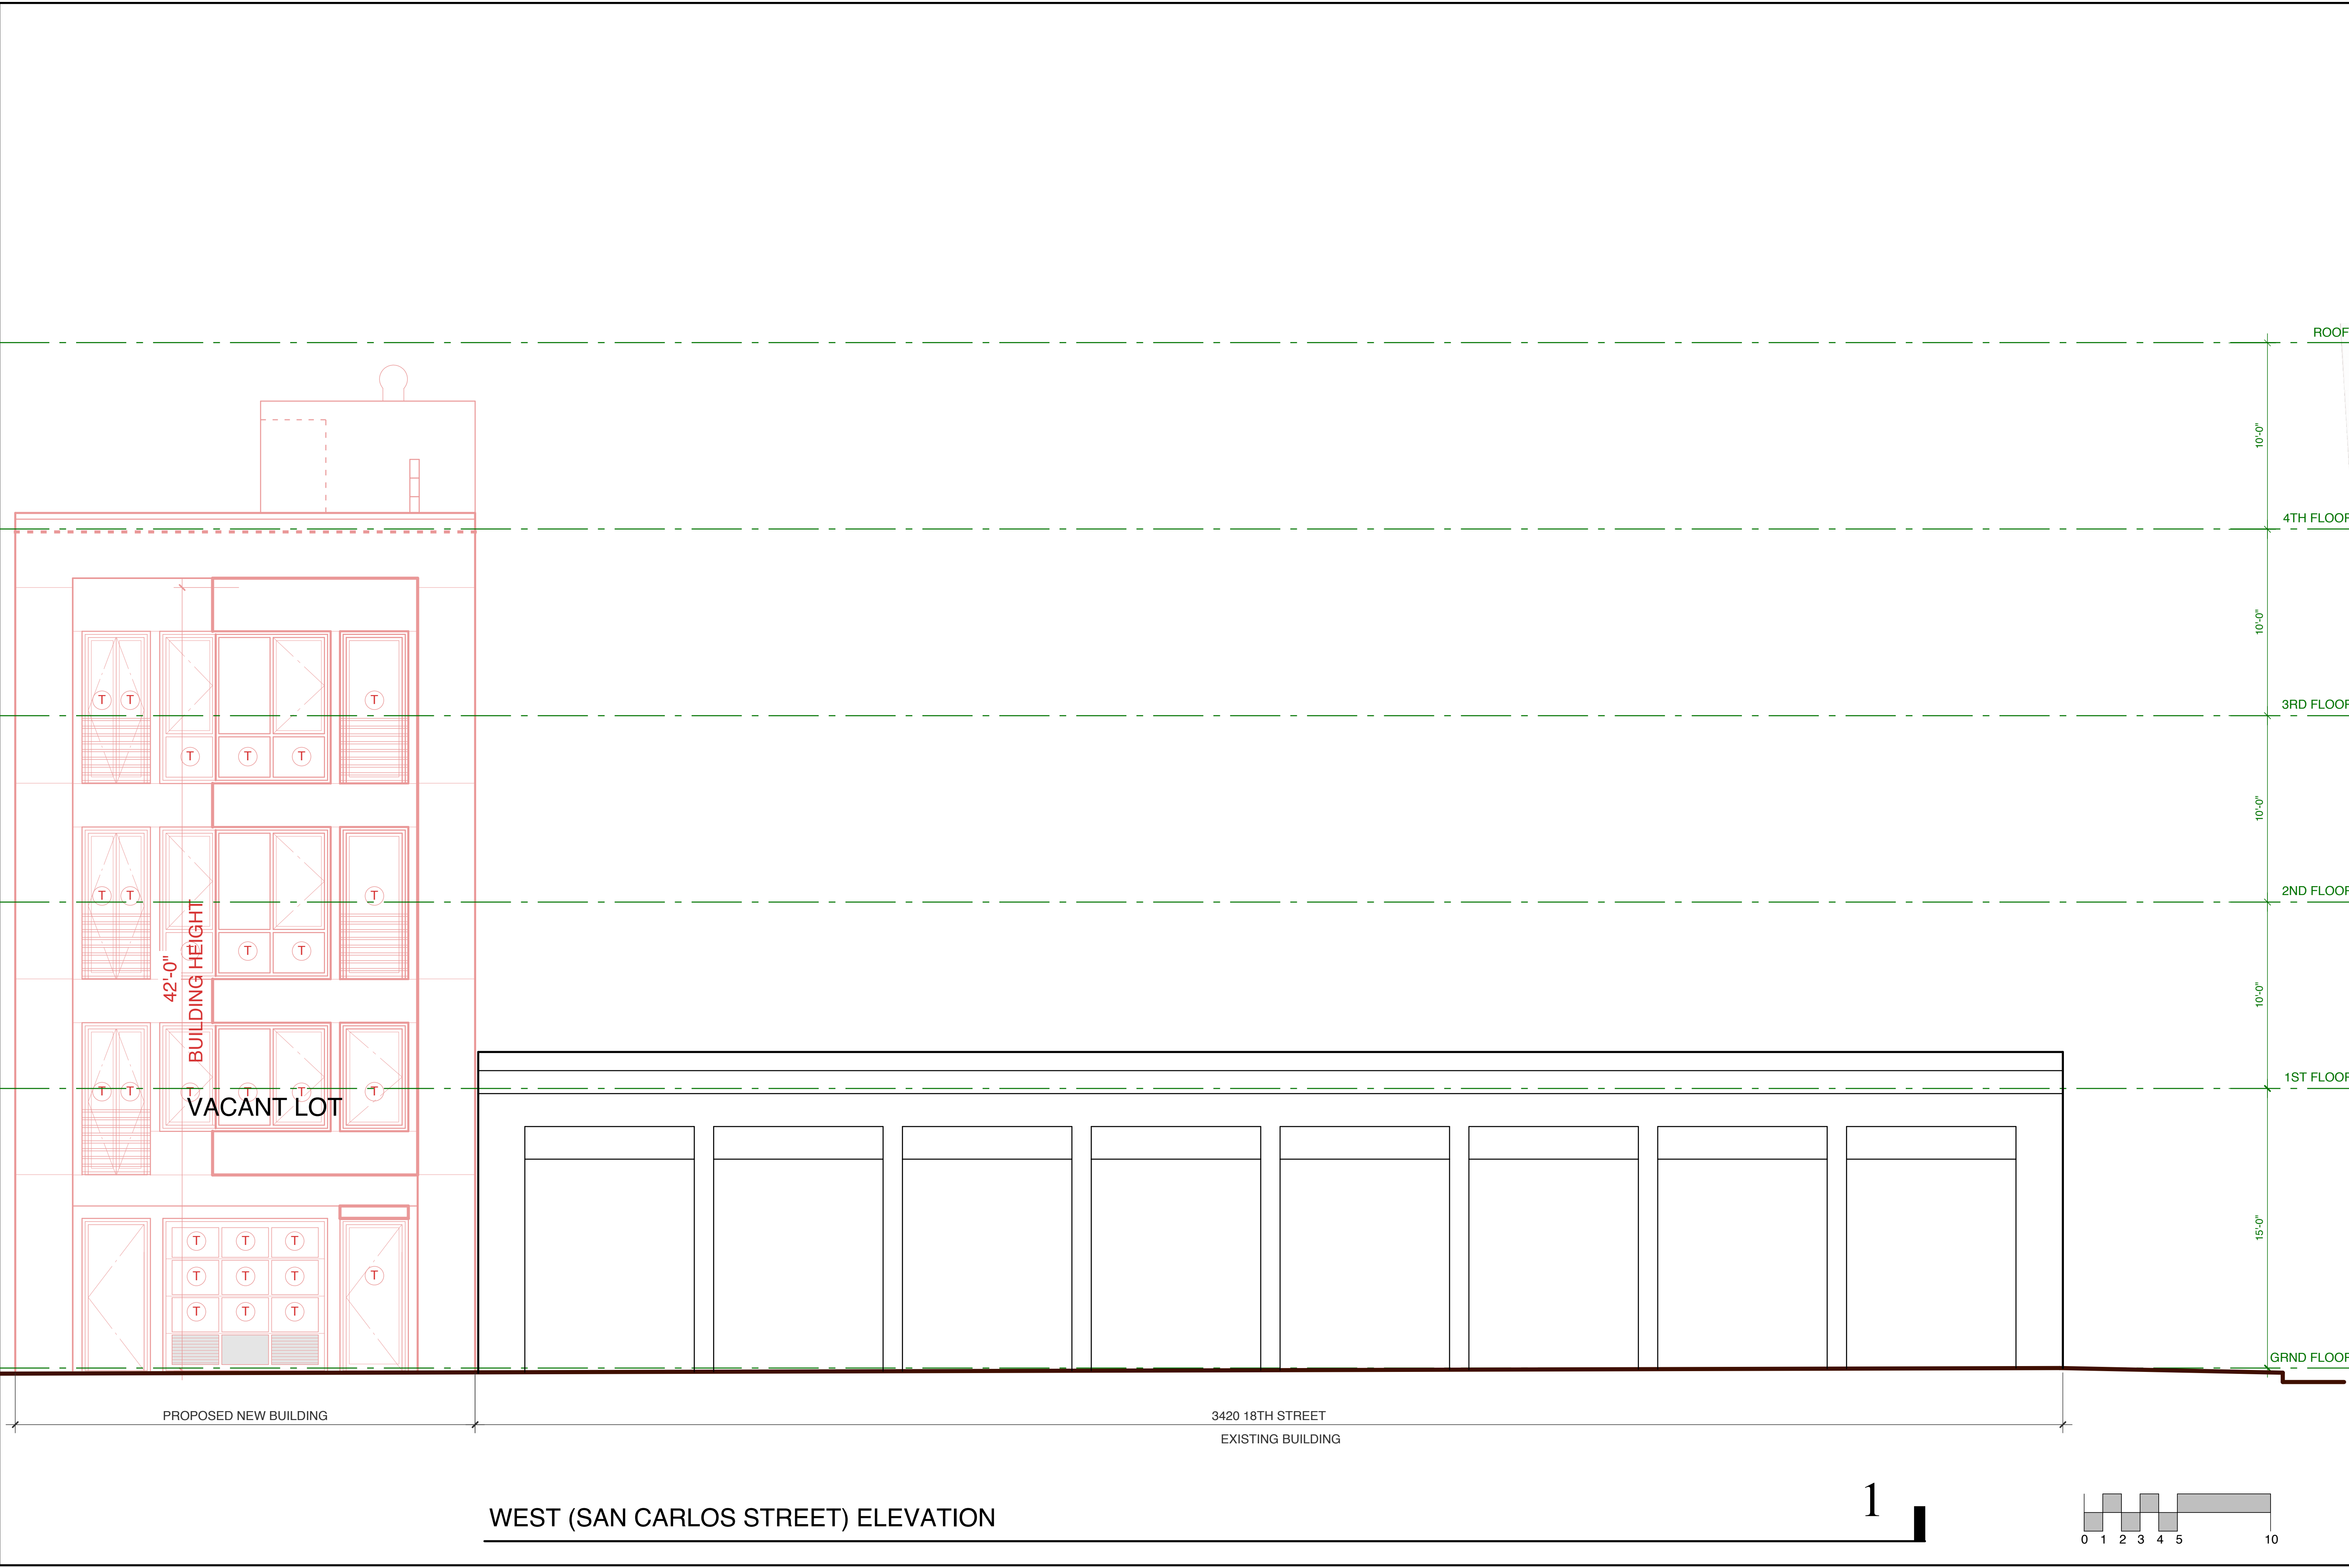 ROOF
10'-0"
4TH FLOOR
10'-0"
3RD FLOOR
T T T
T T T
10'-0"
2ND FLOOR
T T T
T T T
42'-0"
BUILDING HEIGHT
10'-0"
1ST FLOOR
T T T T T T
VACANT LOT
15'-0"
T T T
T T T T
T T T
GRND FLOOR
PROPOSED NEW BUILDING
3420 18TH STREET
EXISTING BUILDING
WEST (SAN CARLOS STREET) ELEVATION
1
0 1 2 3 4 5 10